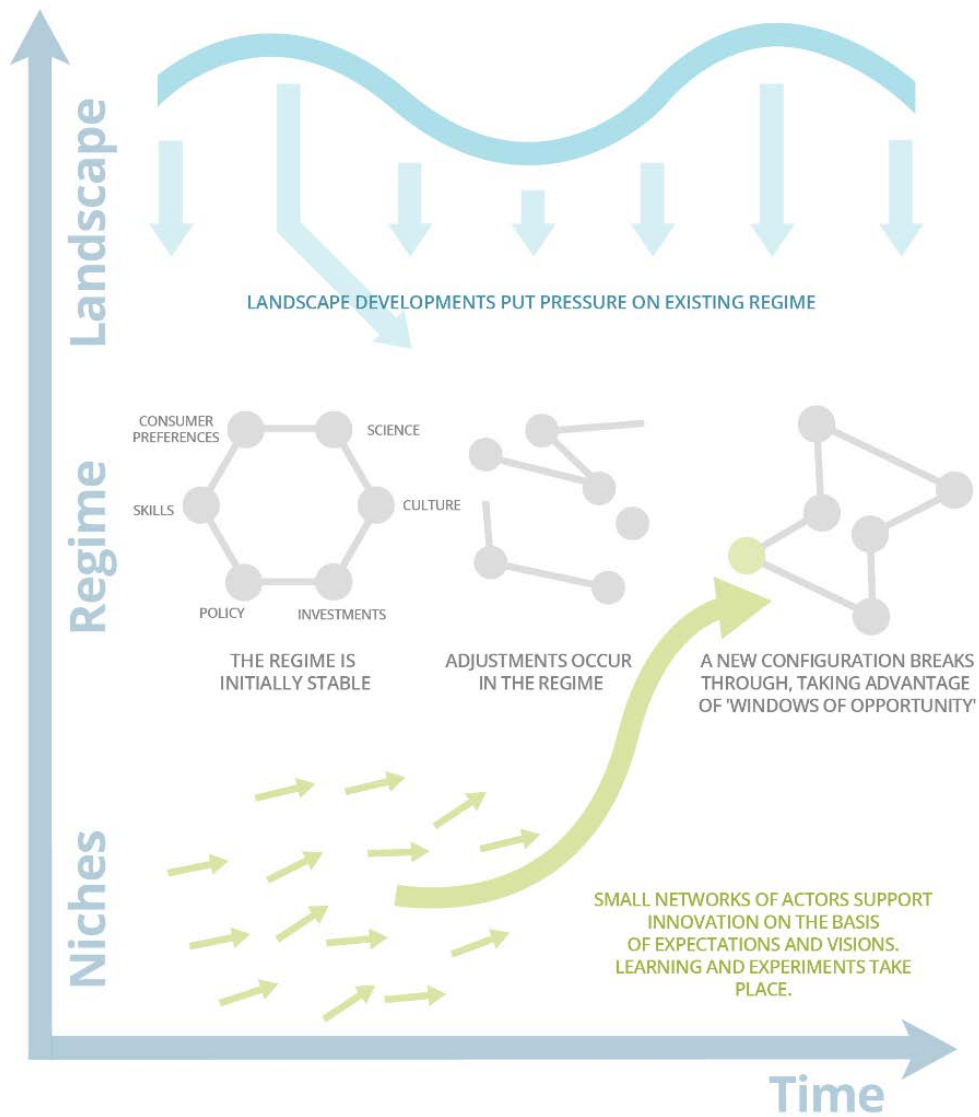 Landscape
LANDSCAPE DEVELOPMENTS PUT PRESSURE ON EXISTING REGIME
Regime
CONSUMER
PREFERENCES
SCIENCE
SKILLS
CULTURE
POLICY
INVESTMENTS
THE REGIME IS
INITIALLY STABLE
ADJUSTMENTS OCCUR
IN THE REGIME
A NEW CONFIGURATION BREAKS
THROUGH, TAKING ADVANTAGE
OF 'WINDOWS OF OPPORTUNITY'
Niches
SMALL NETWORKS OF ACTORS SUPPORT
INNOVATION ON THE BASIS
OF EXPECTATIONS AND VISIONS.
LEARNING AND EXPERIMENTS TAKE
PLACE.
Time